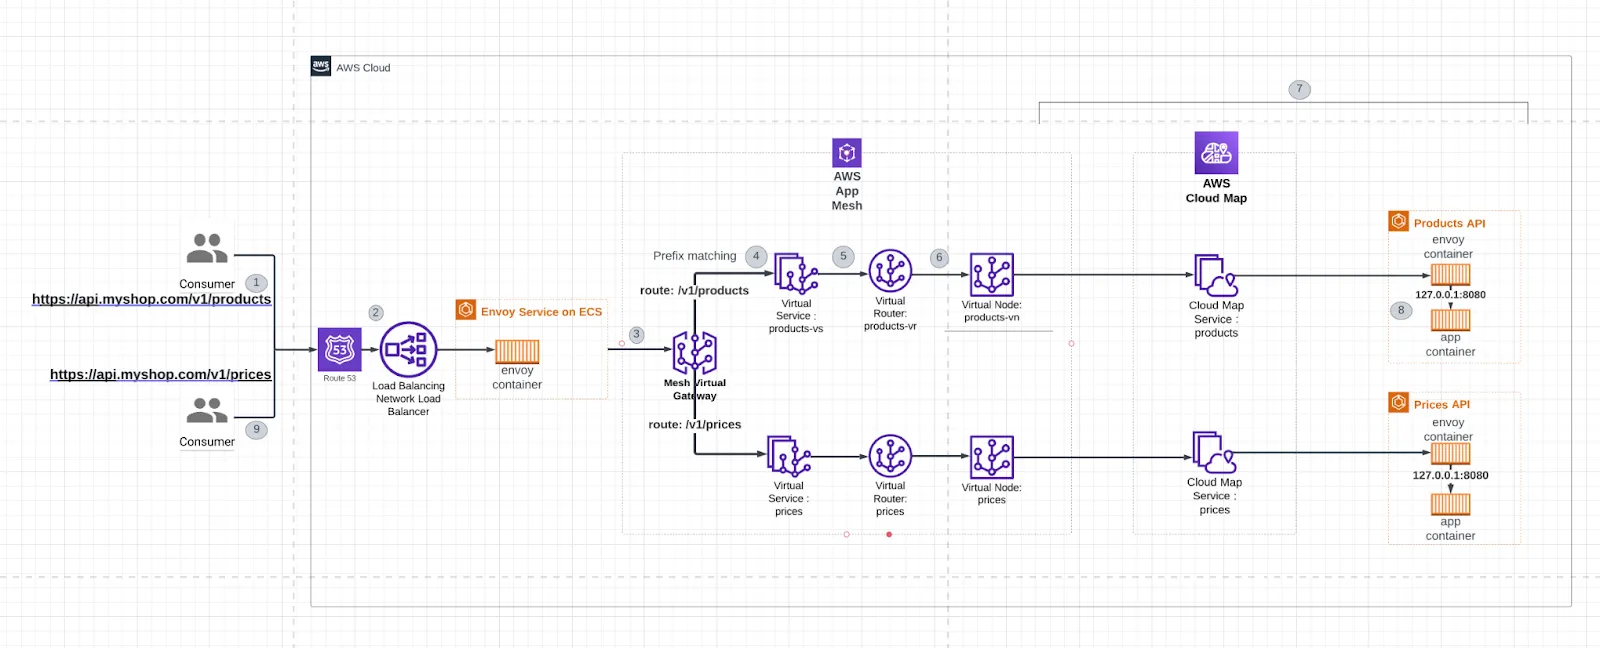 aws
AWS Cloud
7
AWS
App
Mesh
AWS
Cloud Map
Consumer
1
https://api.myshop.com/v1/products
https://api.myshop.com/v1/prices
Consumer
9
53
Route 53
2
Load Balancing
Network Load
Balancer
Envoy Service on ECS
envoy
container
3
Mesh Virtual
Gateway
Prefix matching
4
route: /v1/products
Virtual
Service :
products-vs
5
Virtual
Router:
products-vr
6
Virtual Node:
products-vn
Cloud Map
Service :
products
Products API
envoy
container
127.0.0.1:8080
8
app
container
route: /v1/prices
Virtual
Service :
prices
Virtual
Router:
prices
Virtual Node:
prices
Cloud Map
Service :
prices
Prices API
envoy
container
127.0.0.1:8080
app
container